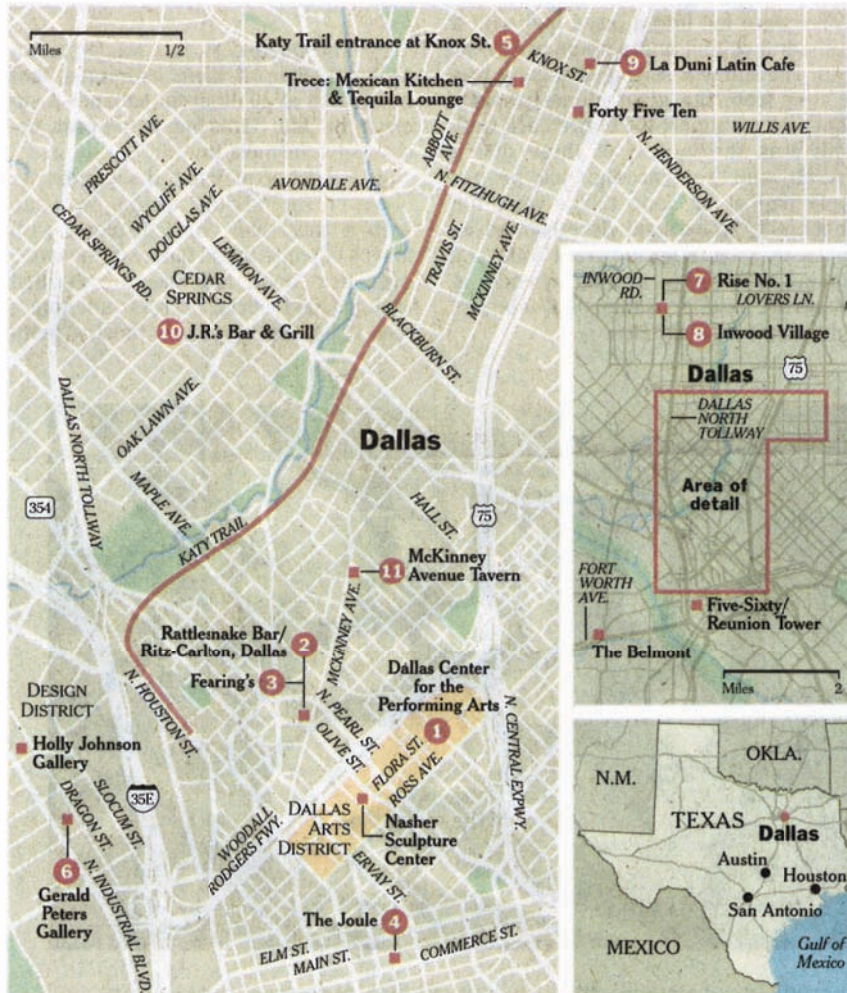 Miles 1/2
Katy Trail entrance at Knox St. 5
KNOX ST.
9 La Duni Latin Cafe
Trece: Mexican Kitchen
& Tequila Lounge
Forty Five Ten
WILLIS AVE.
ABBOTT
AVE.
PRESCOTT AVE.
WYCLIFF AVE.
DOUGLAS AVE.
AVONDALE AVE.
N. FITZHUGH AVE.
N. HENDERSON AVE.
CEDAR SPRINGS RD.
LEMMON AVE.
CEDAR
SPRINGS
TRAVIS ST.
MCKINNEY AVE.
10 J.R.'s Bar & Grill
BLACKBURN ST.
OAK LAWN AVE.
DALLAS NORTH TOLLWAY
Dallas
MAPLE AVE.
HALL ST.
354
75
KATY TRAIL
11 McKinney
Avenue Tavern
MCKINNEY AVE.
Rattlesnake Bar/
Ritz-Carlton, Dallas
2
Fearing's 3
Dallas Center
for the
Performing Arts
1
N. HOUSTON ST.
N. PEARL ST.
OLIVE ST.
FLORA ST.
ROSS AVE.
N. CENTRAL EXPWY.
DESIGN
DISTRICT
Holly Johnson
Gallery
SLOCUM ST.
DRAGON ST.
35E
WOODALL
RODGERS FWY.
DALLAS
ARTS
DISTRICT
Nasher
Sculpture
Center
6
Gerald
Peters
Gallery
N. INDUSTRIAL BLVD.
ERVAY ST.
The Joule 4
ELM ST.
MAIN ST.
COMMERCE ST.
INWOOD
RD.
7 Rise No. 1
LOVERS LN.
8 Inwood Village
Dallas
75
DALLAS
NORTH
TOLLWAY
Area of
detail
FORT
WORTH
AVE.
Five-Sixty/
Reunion Tower
The Belmont
Miles 2
N.M.
OKLA.
TEXAS
Dallas
Austin
Houston
San Antonio
MEXICO
Gulf of
Mexico